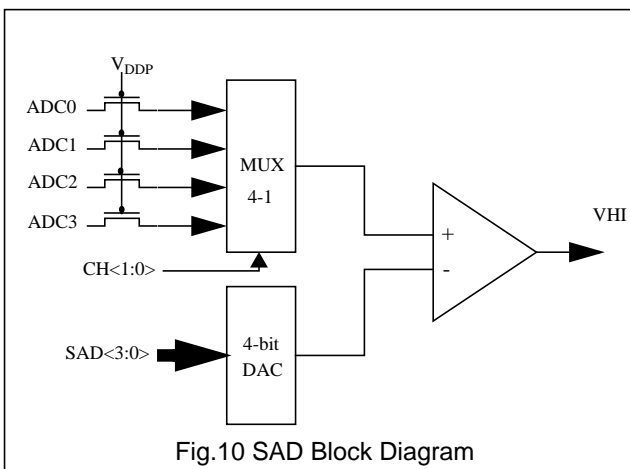 V_DDP
ADC0
ADC1
ADC2
ADC3
MUX
4-1
CH<1:0>
+
-
VHI
SAD<3:0>
4-bit
DAC
Fig.10 SAD Block Diagram